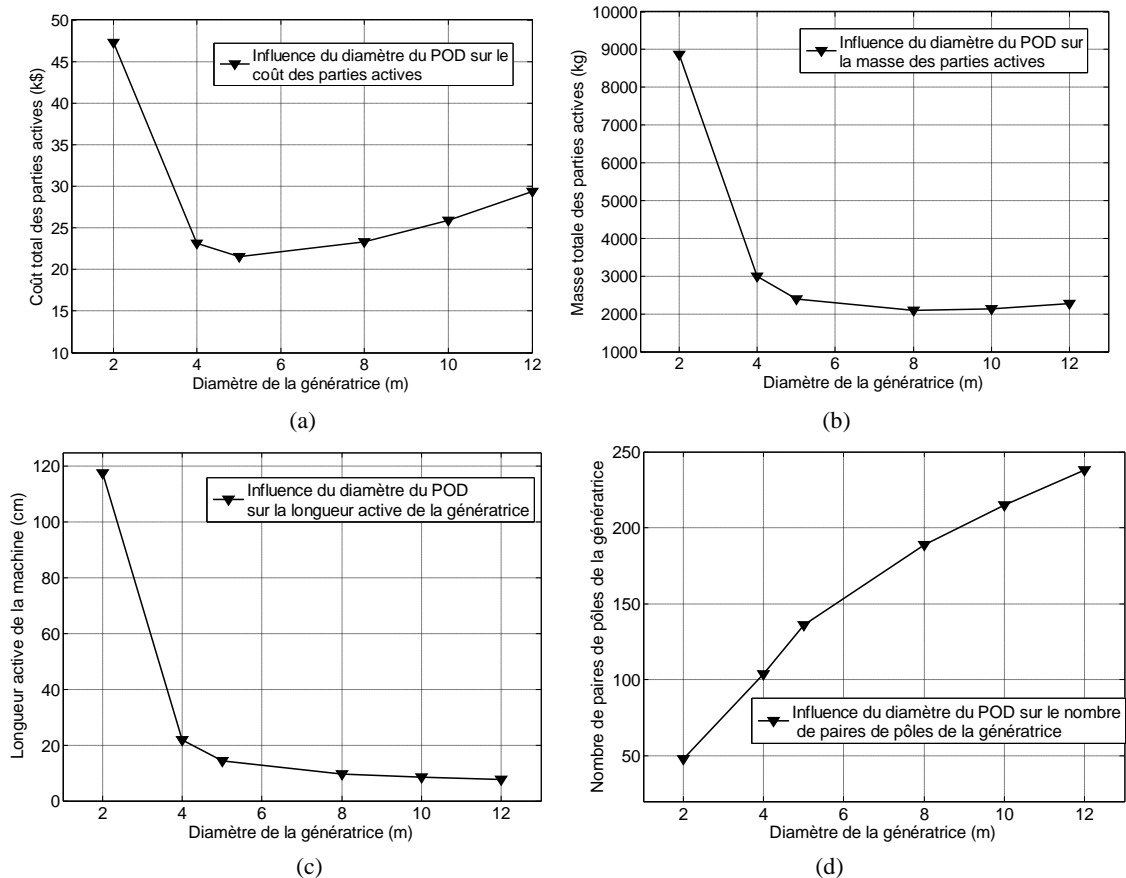 50
45
40
35
30
25
20
15
10
2 4 6 8 10 12
Coût total des parties actives (k$)
Diamètre de la génératrice (m)
Influence du diamètre du POD sur le
coût des parties actives
(a)
10000
9000
8000
7000
6000
5000
4000
3000
2000
1000
2 4 6 8 10 12
Masse totale des parties actives (kg)
Diamètre de la génératrice (m)
Influence du diamètre du POD sur
la masse des parties actives
(b)
120
100
80
60
40
20
0
2 4 6 8 10 12
Longueur active de la machine (cm)
Diamètre de la génératrice (m)
Influence du diamètre du POD
sur la longueur active de la génératrice
(c)
250
200
150
100
50
2 4 6 8 10 12
Nombre de paires de pôles de la génératrice
Diamètre de la génératrice (m)
Influence du diamètre du POD sur le nombre
de paires de pôles de la génératrice
(d)